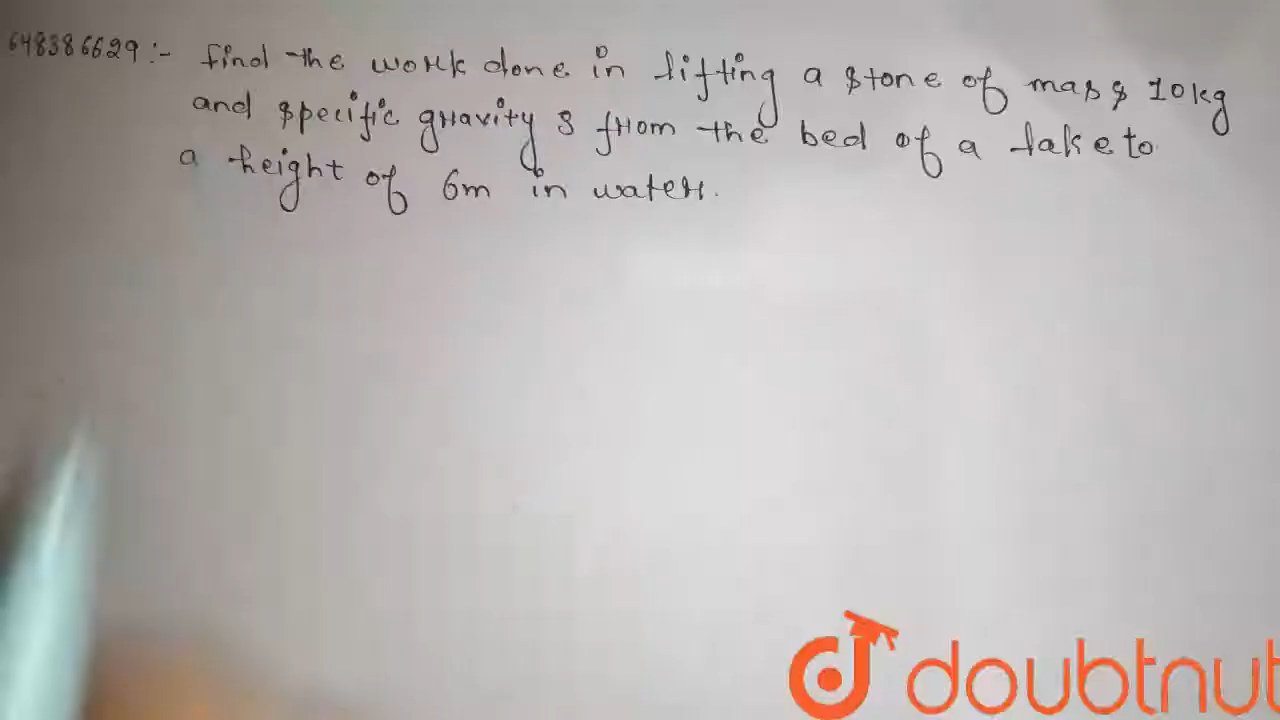 648386629:- find the work done in lifting a stone of mass 10kg
and specific gravity 3 from the bed of a lake to
a height of 6m in water.
doubtnut